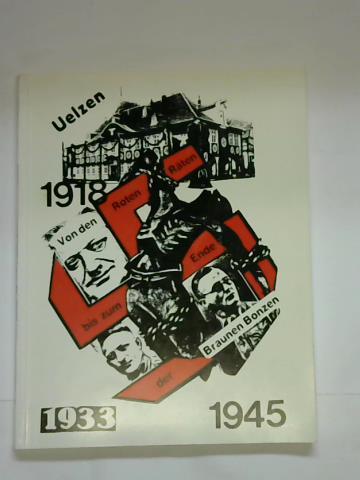 Uelzen
1918
Von den
Roten
Räten
bis zum
Ende
der
Braunen Bonzen
1933
1945